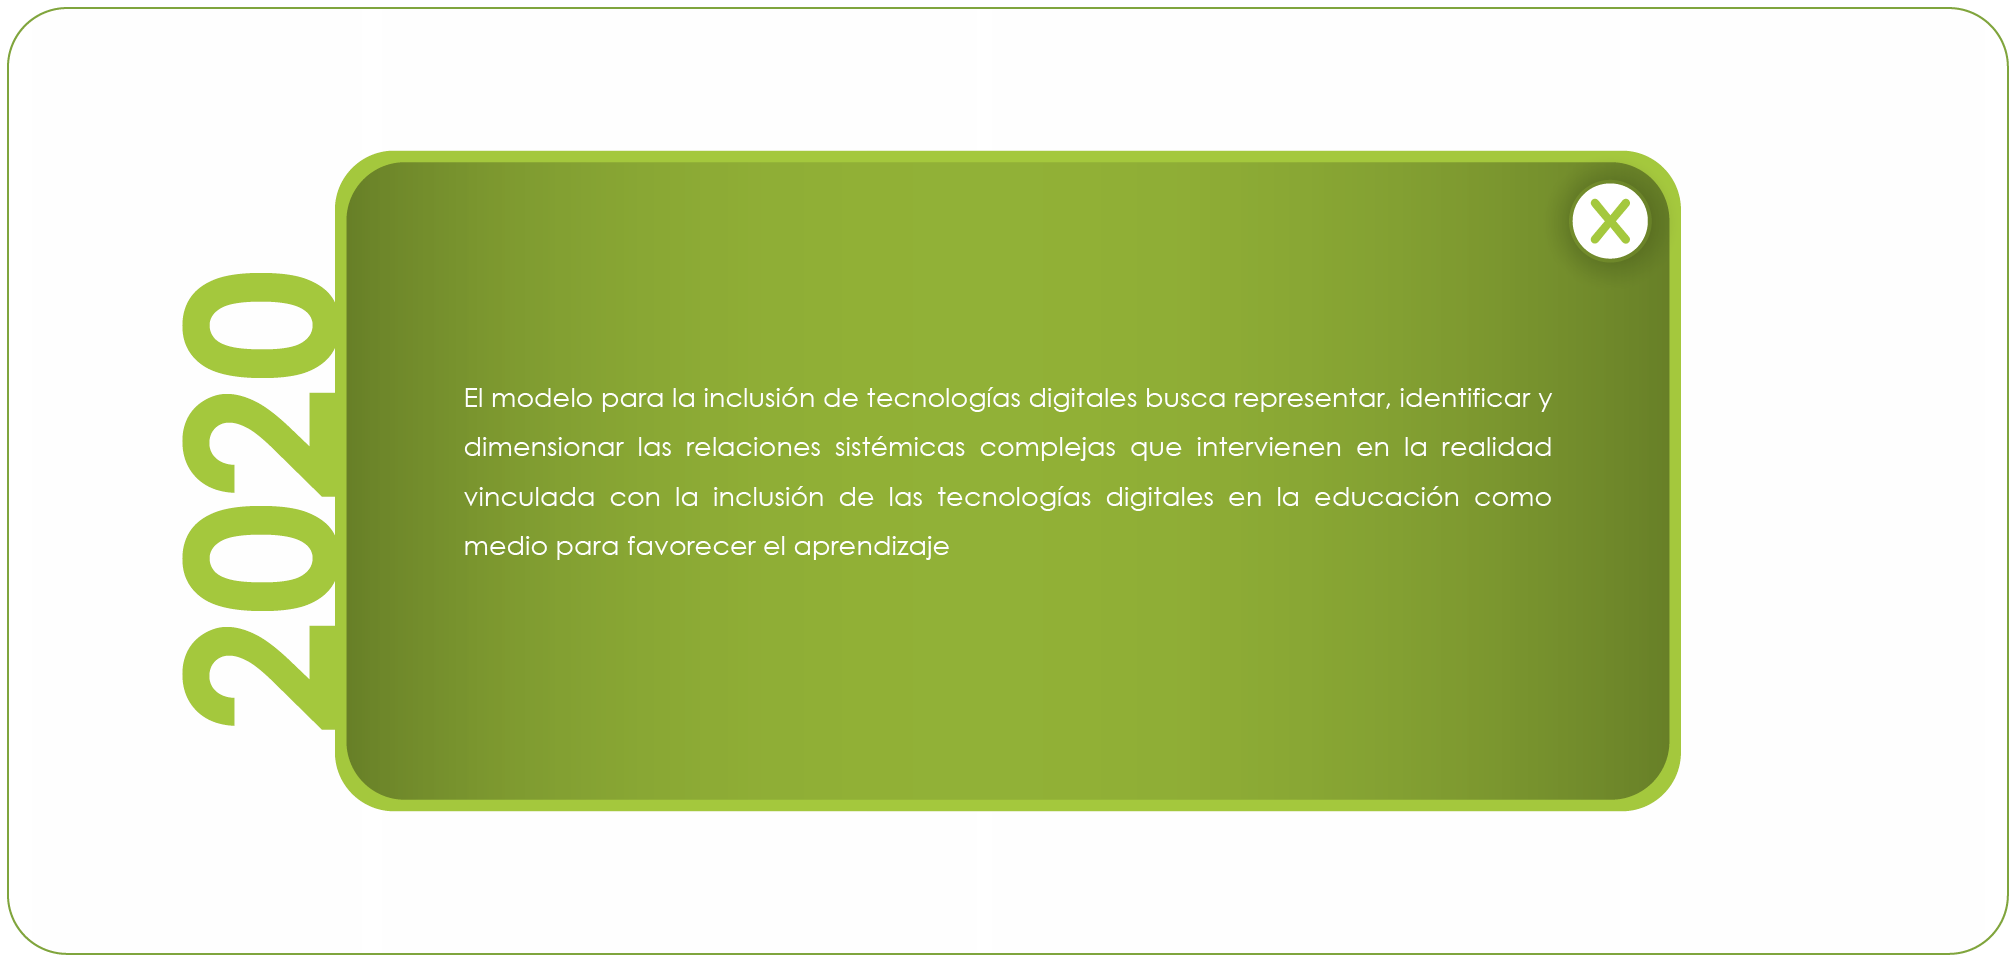 2020
X
El modelo para la inclusión de tecnologías digitales busca representar, identificar y
dimensionar las relaciones sistémicas complejas que intervienen en la realidad
vinculada con la inclusión de las tecnologías digitales en la educación como
medio para favorecer el aprendizaje